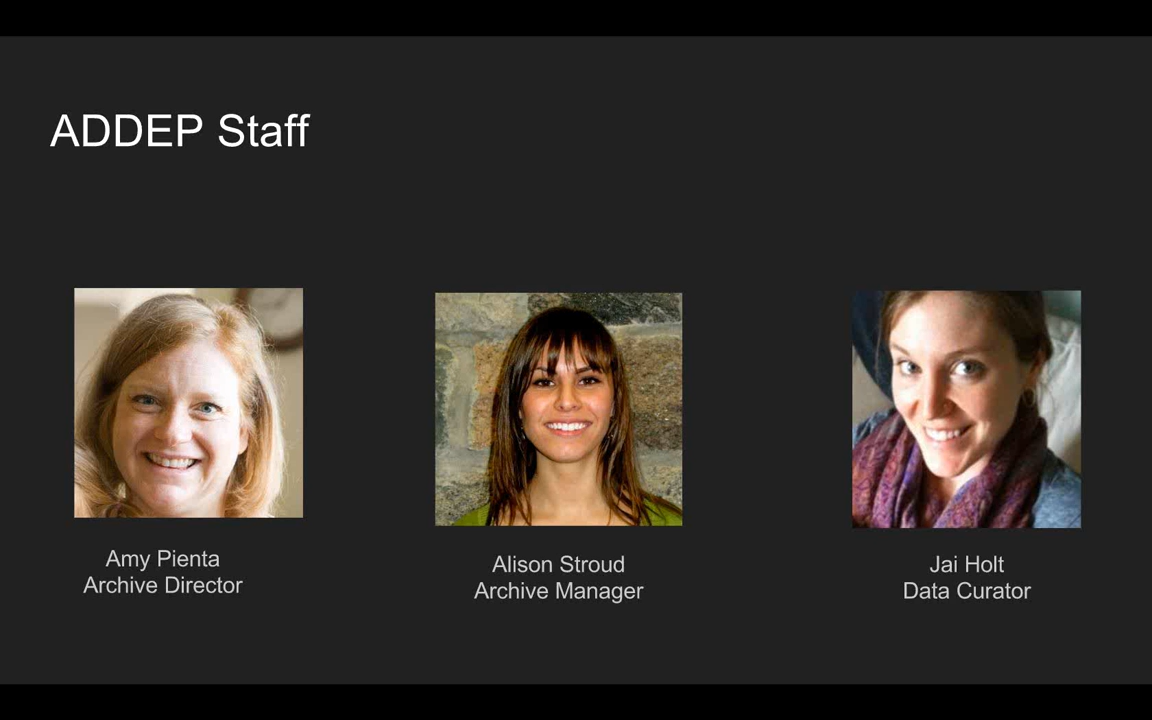 ADDEP Staff
Amy Pienta
Archive Director
Alison Stroud
Archive Manager
Jai Holt
Data Curator